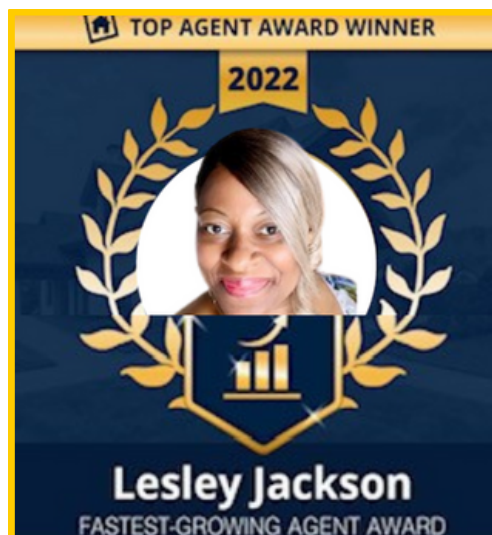 TOP AGENT AWARD WINNER
2022
Lesley Jackson
FASTEST-GROWING AGENT AWARD